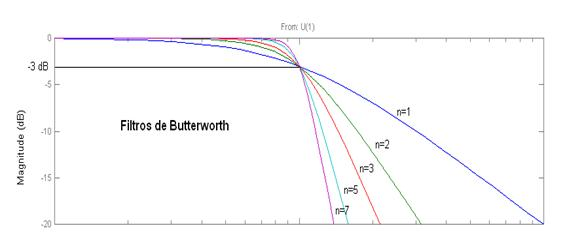 From: U(1)
0
-3 dB
-5
-10
-15
-20
Magnitude (dB)
Filtros de Butterworth
n=1
n=2
n=3
n=5
n=7